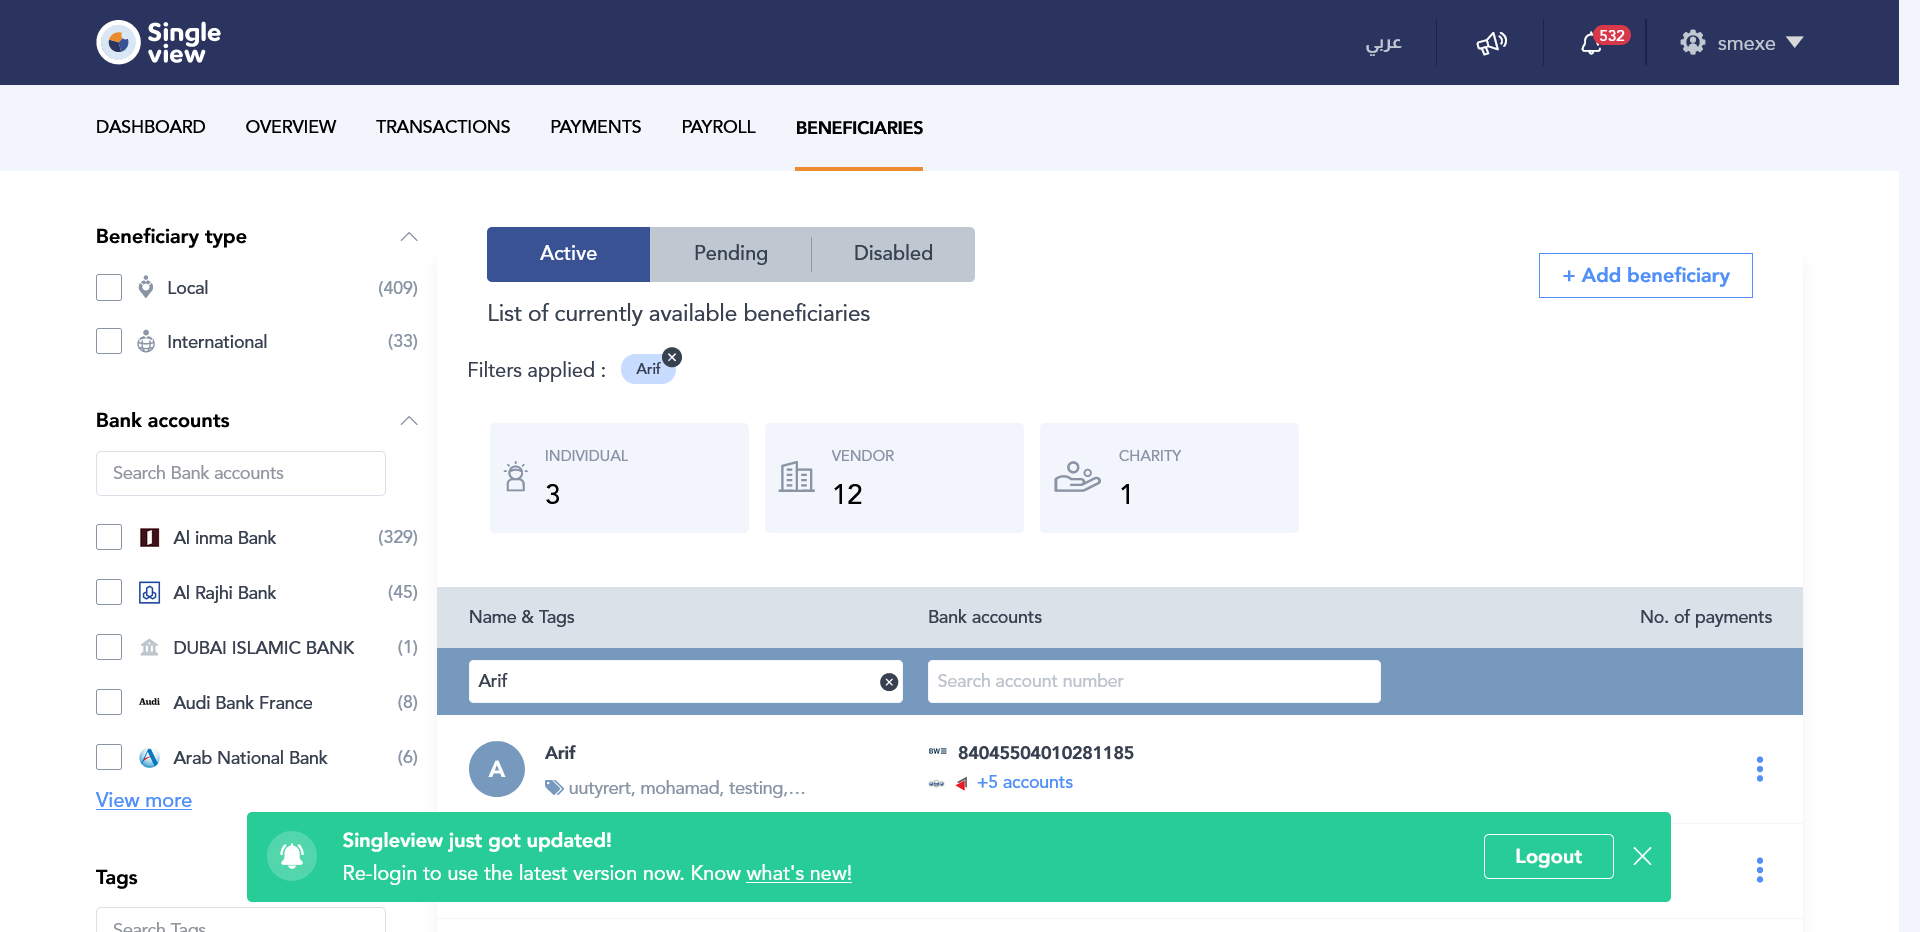 Single
view
عربي
532
smexe
DASHBOARD OVERVIEW TRANSACTIONS PAYMENTS PAYROLL BENEFICIARIES
Beneficiary type
Local (409)
International (33)
Bank accounts
Search Bank accounts
Al inma Bank (329)
Al Rajhi Bank (45)
DUBAI ISLAMIC BANK (1)
Audi Audi Bank France (8)
Arab National Bank (6)
View more
Tags
Search Tags
Active Pending Disabled
+ Add beneficiary
List of currently available beneficiaries
Filters applied : Arif
INDIVIDUAL
3
VENDOR
12
CHARITY
1
Name & Tags Bank accounts No. of payments
Arif Search account number
A
Arif
uutyrert, mohamad, testing,...
84045504010281185
+5 accounts
Singleview just got updated!
Re-login to use the latest version now. Know what's new!
Logout